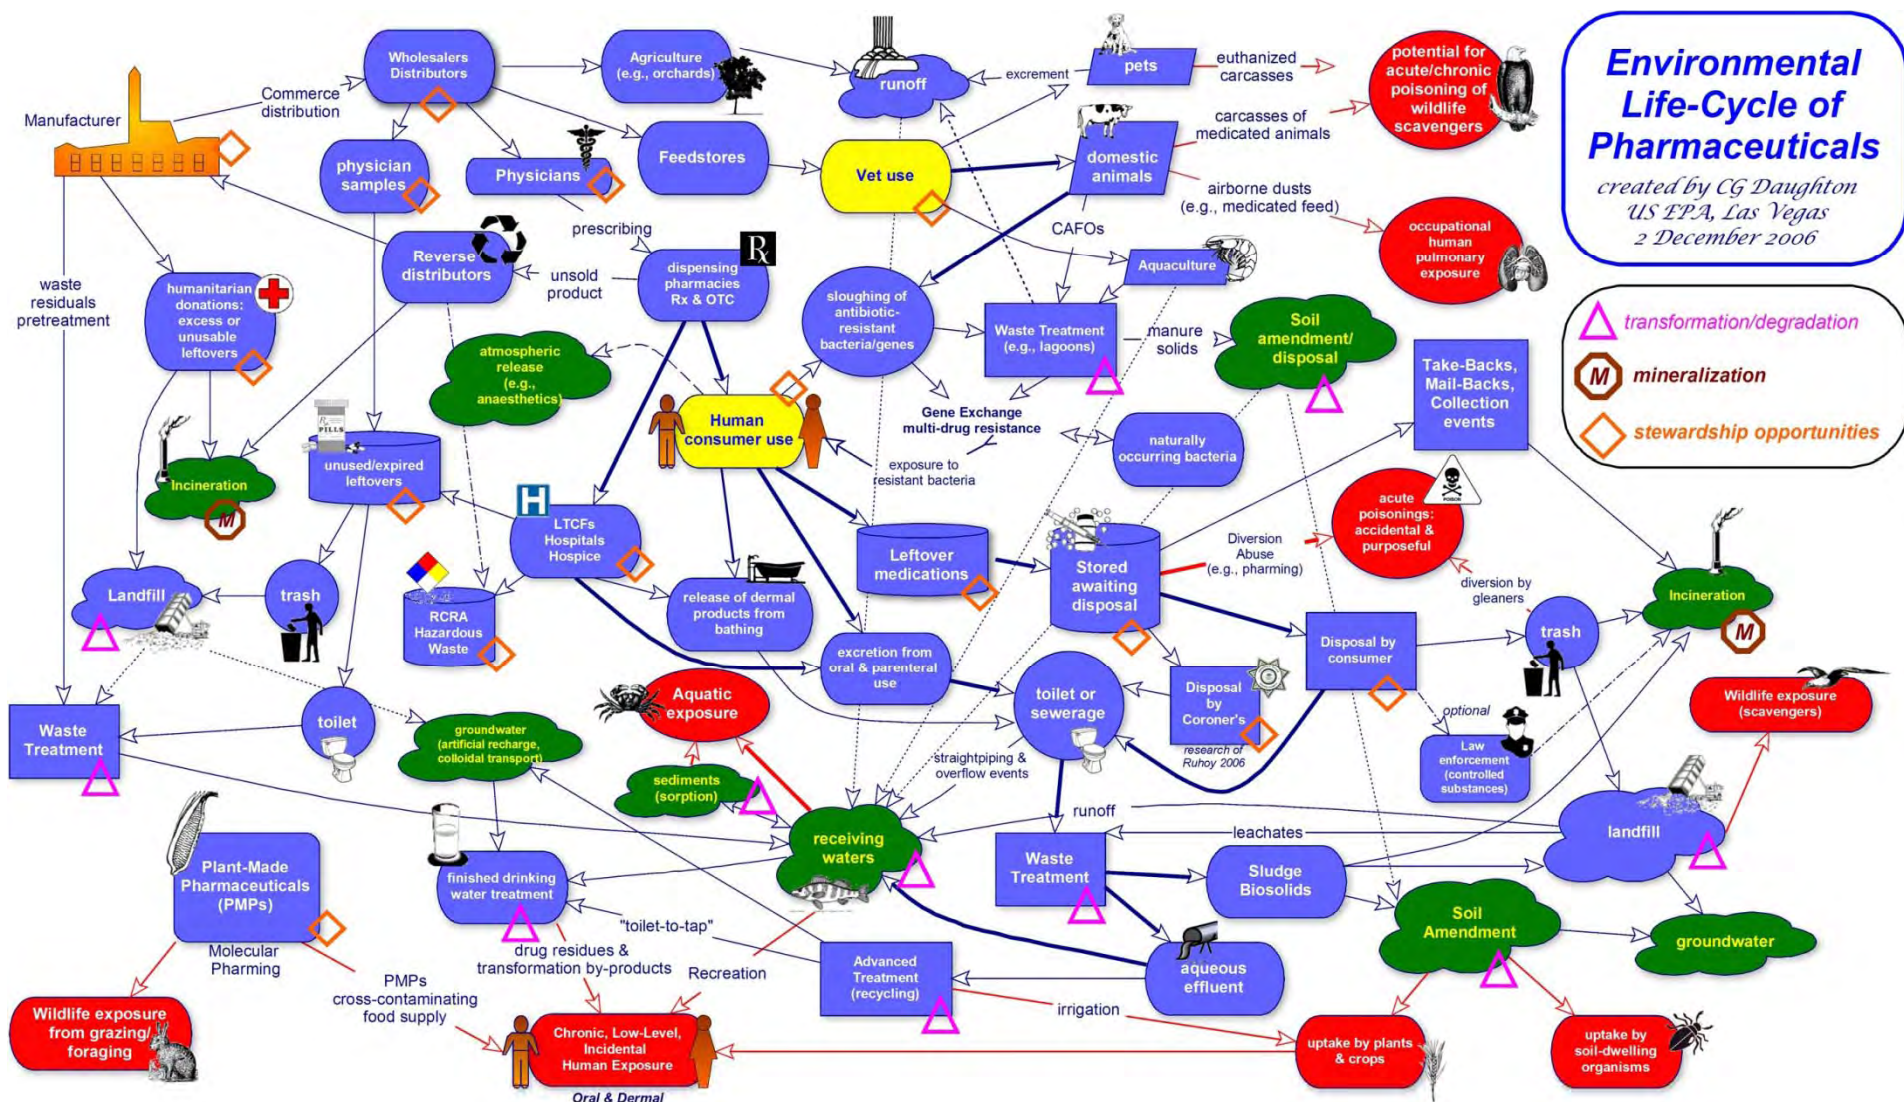 Environmental
Life-Cycle of
Pharmaceuticals
created by CG Daughton
US EPA, Las Vegas
2 December 2006
transformation/degradation
M
mineralization
stewardship opportunities
Manufacturer
Commerce
distribution
Wholesalers
Distributors
Agriculture
(e.g., orchards)
runoff
excrement
pets
euthanized
carcasses
potential for
acute/chronic
poisoning of
wildlife
scavengers
physician
samples
Physicians
Feedstores
Vet use
domestic
animals
carcasses of
medicated animals
airborne dusts
(e.g., medicated feed)
occupational
human
pulmonary
exposure
prescribing
CAFOs
Aquaculture
Reverse
distributors
unsold
product
Rx
dispensing
pharmacies
Rx & OTC
waste
residuals
pretreatment
humanitarian
donations:
excess or
unusable
leftovers
sloughing of
antibiotic-
resistant
bacteria/genes
Waste Treatment
(e.g., lagoons)
manure
solids
Soil
amendment/
disposal
atmospheric
release
(e.g.,
anaesthetics)
Take-Backs,
Mail-Backs,
Collection
events
Human
consumer use
Gene Exchange
multi-drug resistance
naturally
occurring bacteria
exposure to
resistant bacteria
PILLS
unused/expired
leftovers
Incineration
M
H
LTCFs
Hospitals
Hospice
Leftover
medications
Stored
awaiting
disposal
Diversion
Abuse
(e.g., pharming)
acute
poisonings:
accidental &
purposeful
POISON
diversion by
gleaners
Incineration
M
Landfill
trash
RCRA
Hazardous
Waste
release of dermal
products from
bathing
excretion from
oral & parenteral
use
Disposal by
consumer
trash
toilet or
sewerage
Disposal
by
Coroner's
research of
Ruhoy 2006
optional
Law
enforcement
(controlled
substances)
Wildlife exposure
(scavengers)
Waste
Treatment
toilet
groundwater
(artificial recharge,
colloidal transport)
Aquatic
exposure
sediments
(sorption)
straightpiping &
overflow events
runoff
leachates
landfill
receiving
waters
Waste
Treatment
Sludge
Biosolids
Plant-Made
Pharmaceuticals
(PMPs)
Molecular
Pharming
finished drinking
water treatment
"toilet-to-tap"
drug residues &
transformation by-products
Recreation
Advanced
Treatment
(recycling)
aqueous
effluent
Soil
Amendment
groundwater
PMPs
cross-contaminating
food supply
irrigation
Wildlife exposure
from grazing/
foraging
Chronic, Low-Level,
Incidental
Human Exposure
Oral & Dermal
uptake by plants
& crops
uptake by
soil-dwelling
organisms